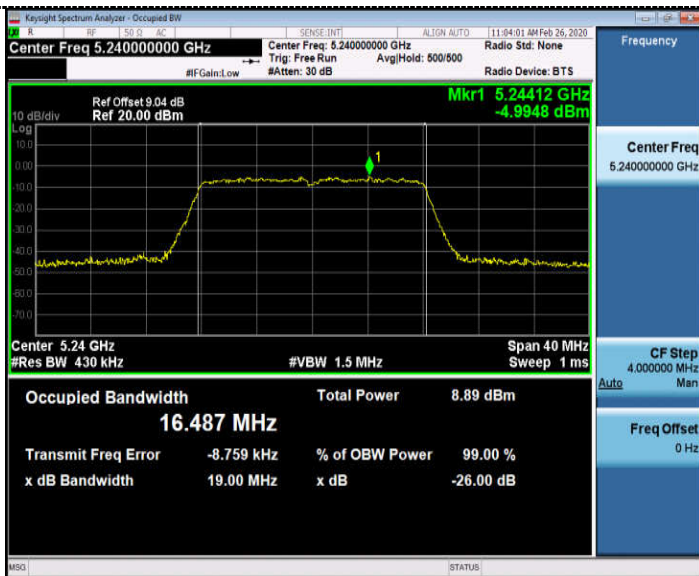 Keysight Spectrum Analyzer - Occupied BW
R RF 50 Ω AC SENSE:INT ALIGN AUTO 11:04:01 AM Feb 26, 2020
Center Freq 5.240000000 GHz
Center Freq: 5.240000000 GHz
Radio Std: None
Trig: Free Run Avg|Hold: 500/500
#IFGain:Low
#Atten: 30 dB
Radio Device: BTS
Ref Offset 9.04 dB
10 dB/div Ref 20.00 dBm
Mkr1 5.24412 GHz
-4.9948 dBm
Log
10.0
0.00
-10.0
-20.0
-30.0
-40.0
-50.0
-60.0
-70.0
1
Center 5.24 GHz Span 40 MHz
#Res BW 430 kHz #VBW 1.5 MHz Sweep 1 ms
Occupied Bandwidth Total Power 8.89 dBm
16.487 MHz
Transmit Freq Error -8.759 kHz % of OBW Power 99.00 %
x dB Bandwidth 19.00 MHz x dB -26.00 dB
MSG STATUS
Frequency
Center Freq
5.240000000 GHz
CF Step
4.000000 MHz
Auto Man
Freq Offset
0 Hz